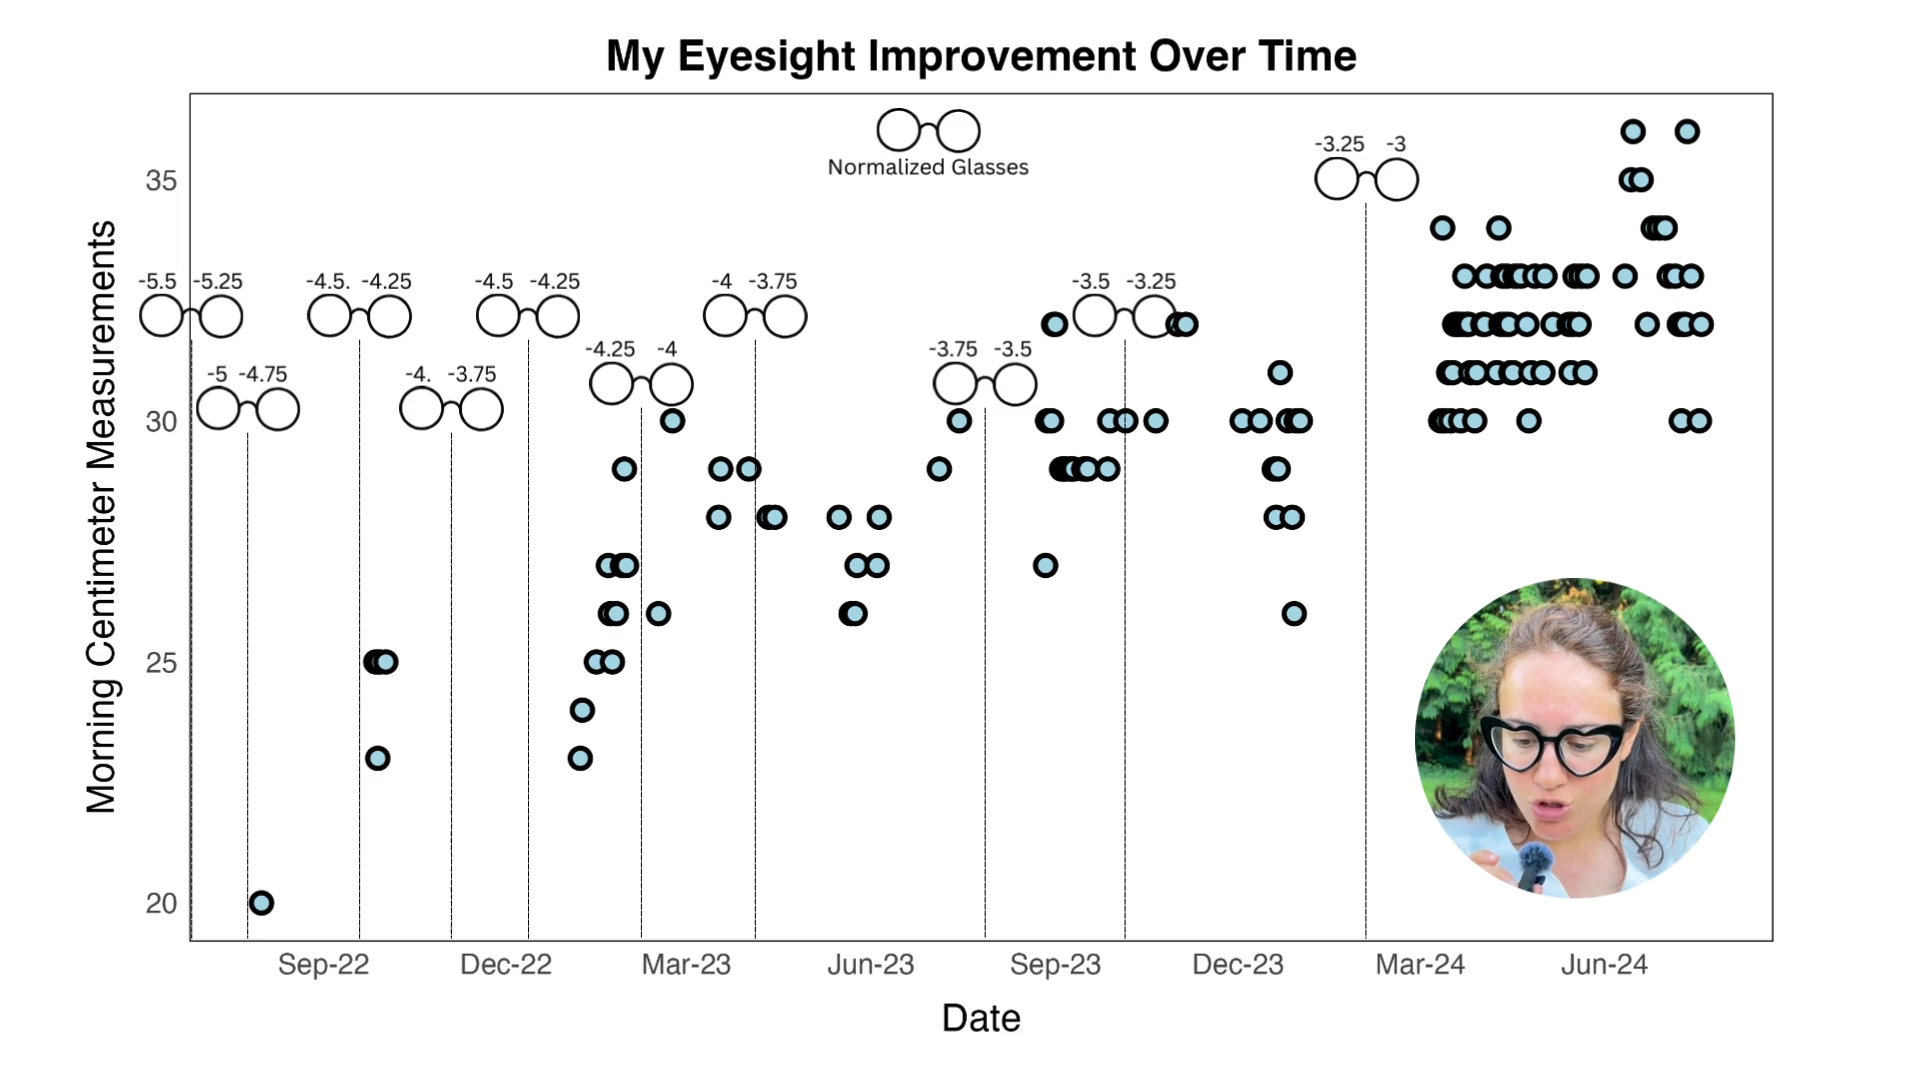 My Eyesight Improvement Over Time
Normalized Glasses
-3.25 -3
-5.5 -5.25
-4.5. -4.25
-4.5 -4.25
-4 -3.75
-3.5 -3.25
-4.25 -4
-3.75 -3.5
-5 -4.75
-4. -3.75
35
30
25
20
Morning Centimeter Measurements
Sep-22 Dec-22 Mar-23 Jun-23 Sep-23 Dec-23 Mar-24 Jun-24
Date